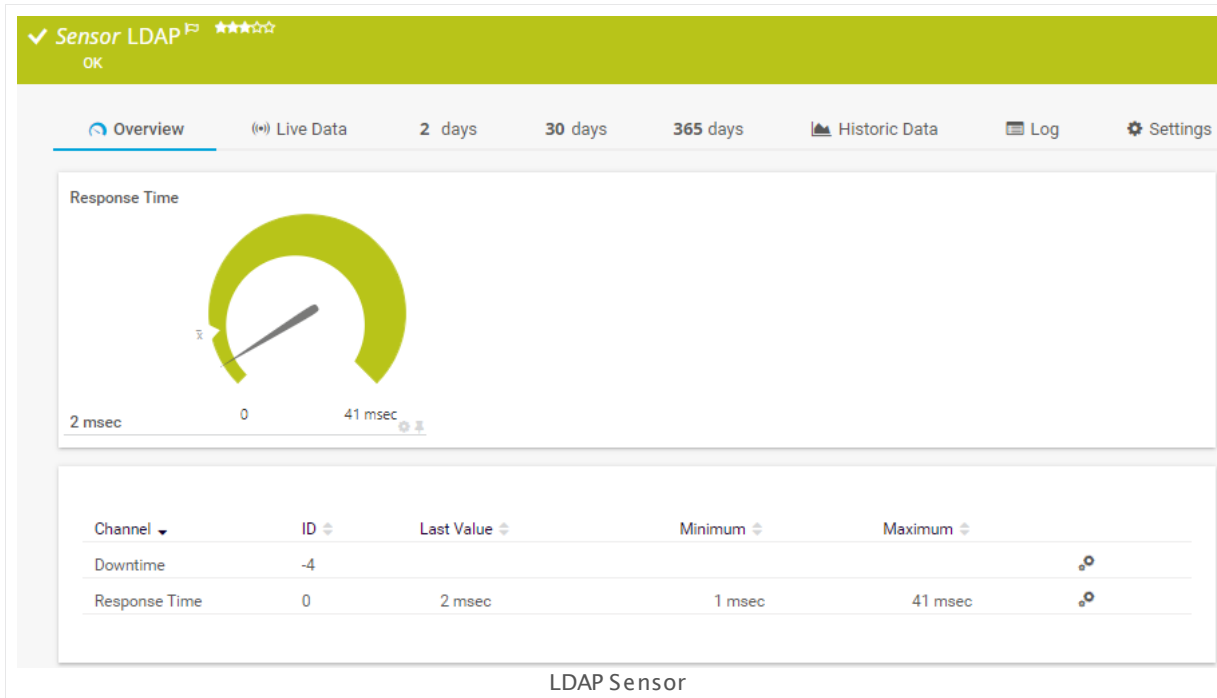 Sensor LDAP
OK
Overview Live Data 2 days 30 days 365 days Historic Data Log Settings
Response Time
x̄
0 41 msec
2 msec
Channel ID Last Value Minimum Maximum
Downtime -4
Response Time 0 2 msec 1 msec 41 msec
LDAP Sensor